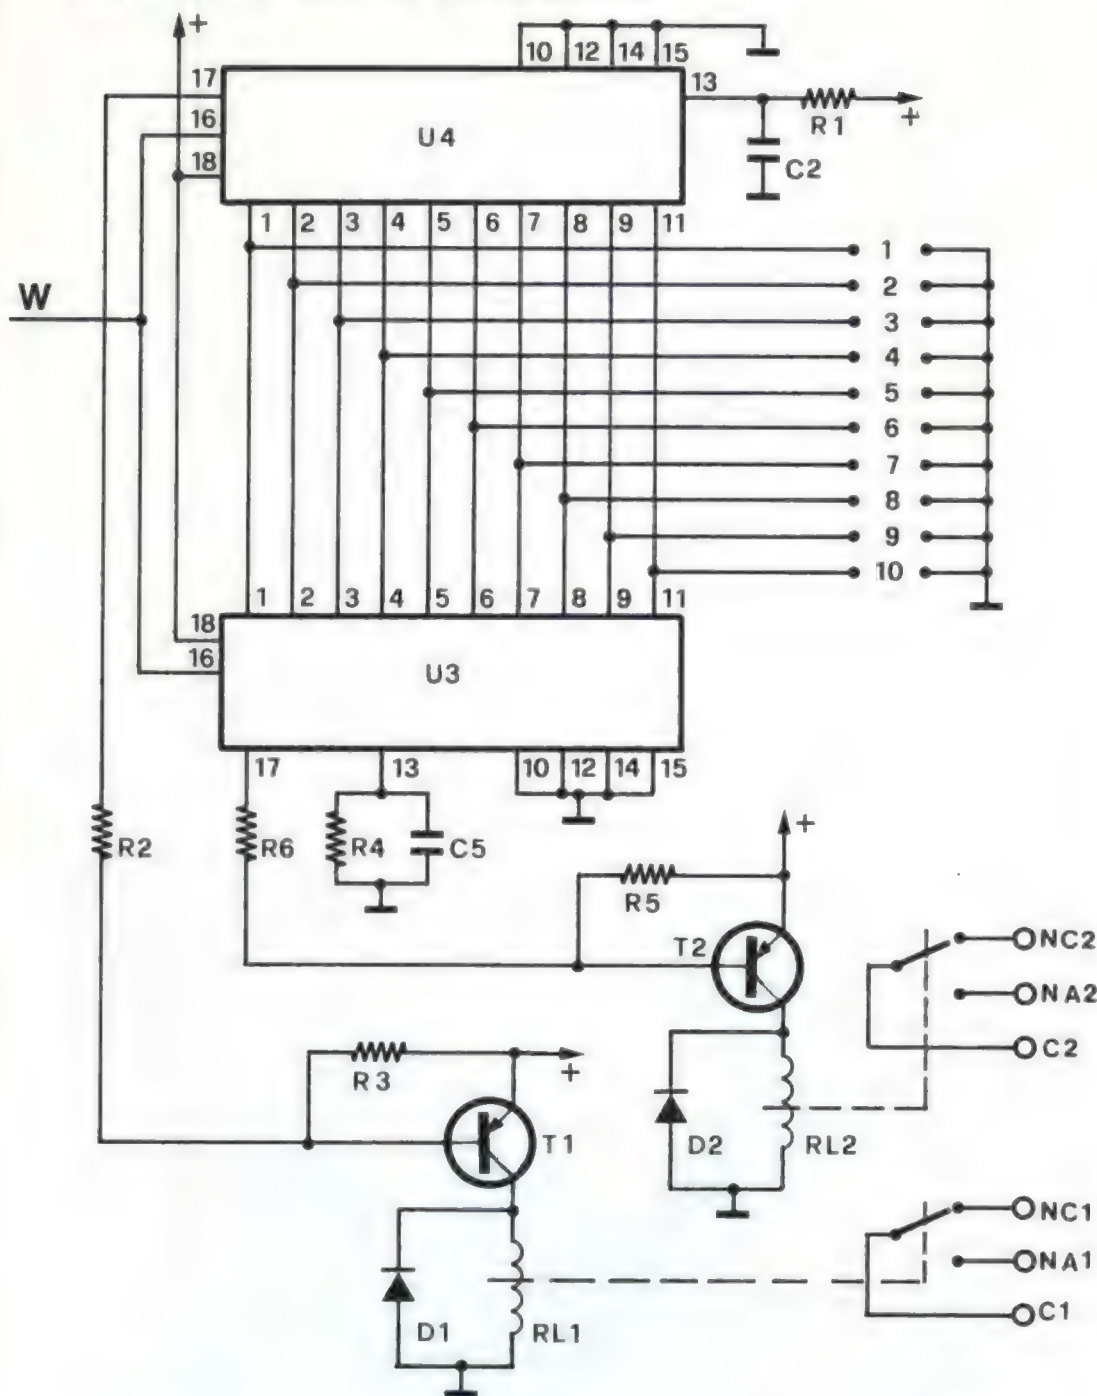 +
10 12 14 15
17
13
16
U4
R1
+
18
C2
1 2 3 4 5 6 7 8 9 11
1
2
W
3
4
5
6
7
8
9
10
1 2 3 4 5 6 7 8 9 11
18
16
U3
17 13 10 12 14 15
+
R2 R6 R4 C5
R5
T2
NC2
NA2
C2
R3
+
T1
D2 RL2
NC1
NA1
D1 RL1
C1